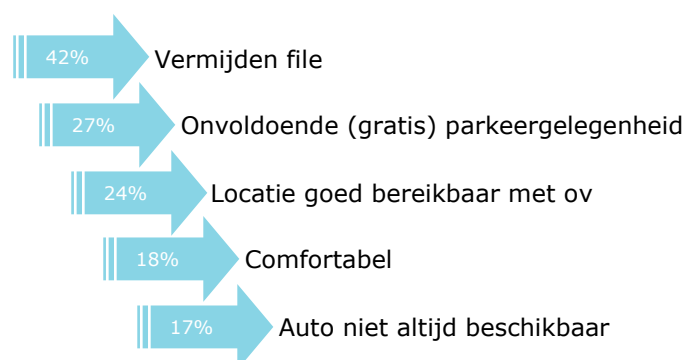 42% Vermijden file
27% Onvoldoende (gratis) parkeergelegenheid
24% Locatie goed bereikbaar met ov
18% Comfortabel
17% Auto niet altijd beschikbaar